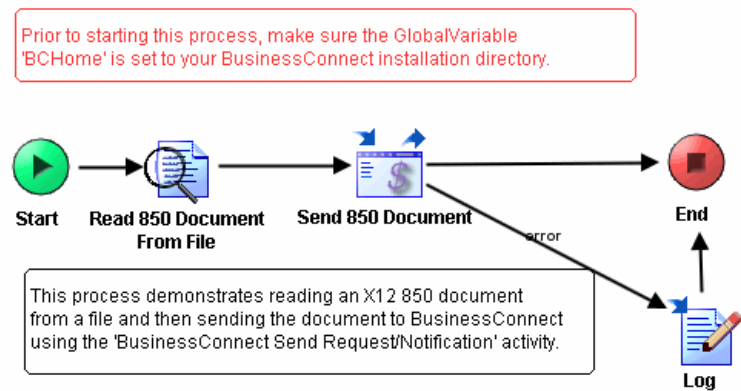 Prior to starting this process, make sure the GlobalVariable
'BCHome' is set to your BusinessConnect installation directory.
Start
Read 850 Document
From File
Send 850 Document
End
error
This process demonstrates reading an X12 850 document
from a file and then sending the document to BusinessConnect
using the 'BusinessConnect Send Request/Notification' activity.
Log